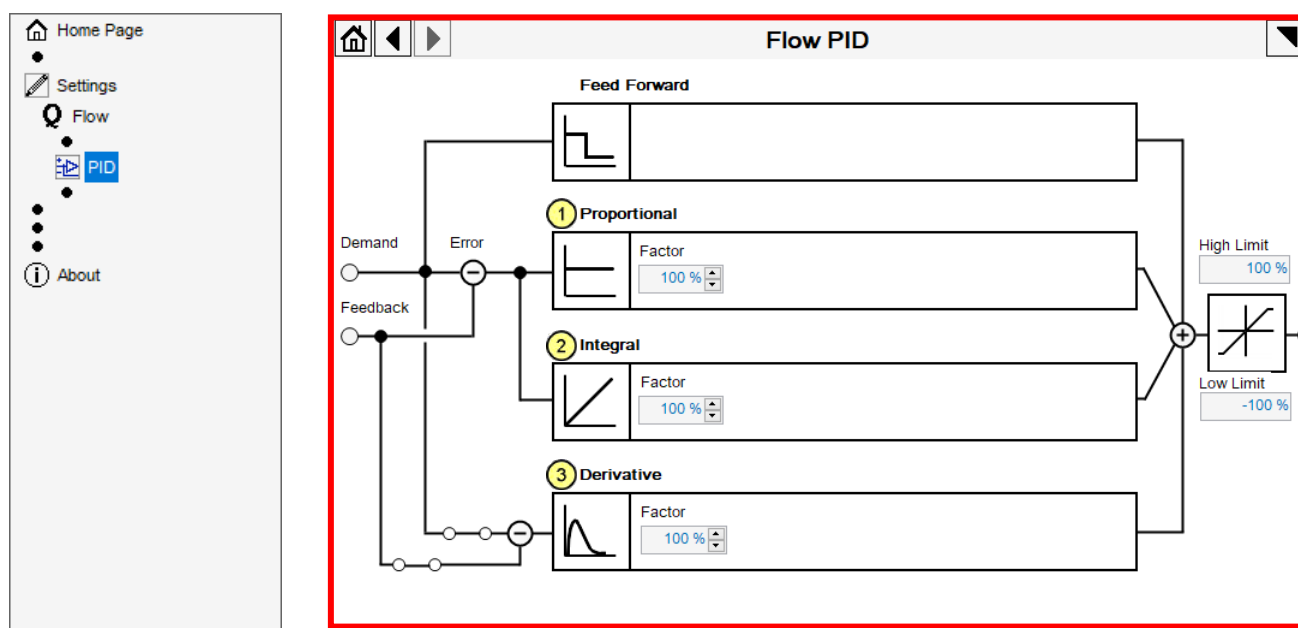 Home Page
Settings
Q Flow
PID
About
Flow PID
Feed Forward
1 Proportional
Demand
Error
Factor
100 %
High Limit
100 %
Feedback
2 Integral
Factor
100 %
Low Limit
-100 %
3 Derivative
Factor
100 %